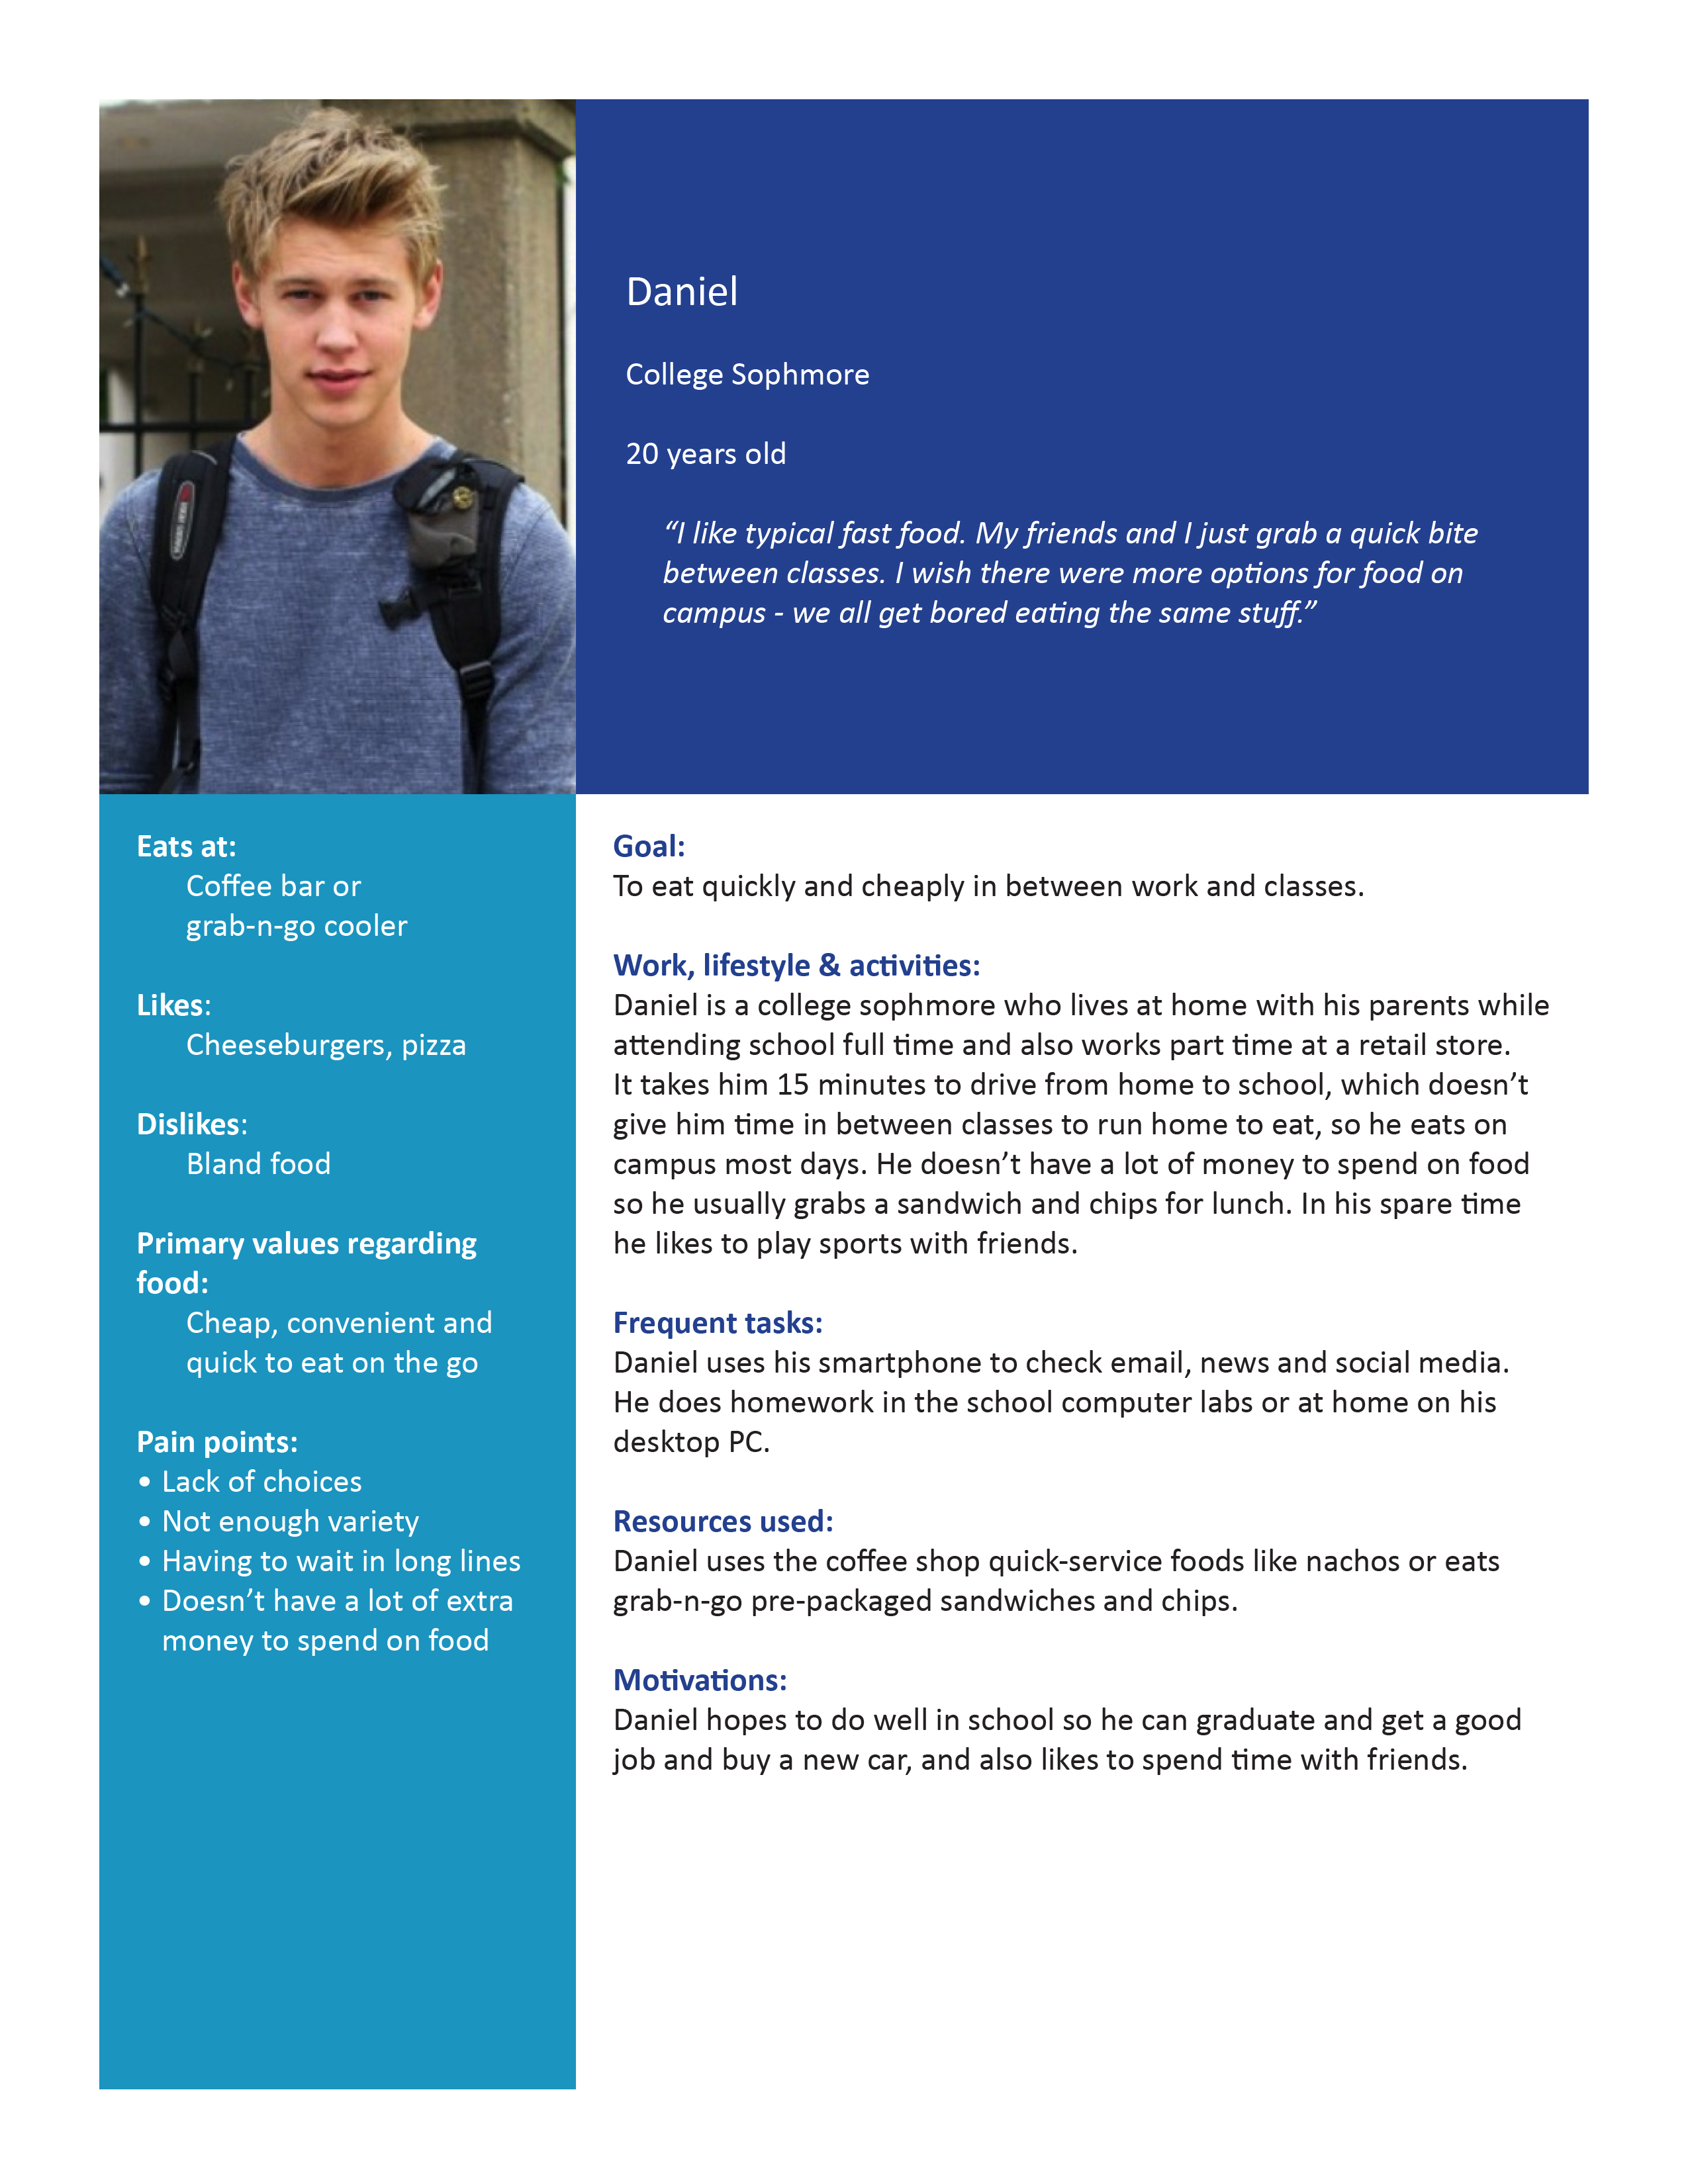 Daniel
College Sophmore
20 years old
“I like typical fast food. My friends and I just grab a quick bite
between classes. I wish there were more options for food on
campus - we all get bored eating the same stuff.”
Eats at:
Coffee bar or
grab-n-go cooler
Likes:
Cheeseburgers, pizza
Dislikes:
Bland food
Primary values regarding
food:
Cheap, convenient and
quick to eat on the go
Pain points:
• Lack of choices
• Not enough variety
• Having to wait in long lines
• Doesn’t have a lot of extra
money to spend on food
Goal:
To eat quickly and cheaply in between work and classes.
Work, lifestyle & activities:
Daniel is a college sophmore who lives at home with his parents while
attending school full time and also works part time at a retail store.
It takes him 15 minutes to drive from home to school, which doesn’t
give him time in between classes to run home to eat, so he eats on
campus most days. He doesn’t have a lot of money to spend on food
so he usually grabs a sandwich and chips for lunch. In his spare time
he likes to play sports with friends.
Frequent tasks:
Daniel uses his smartphone to check email, news and social media.
He does homework in the school computer labs or at home on his
desktop PC.
Resources used:
Daniel uses the coffee shop quick-service foods like nachos or eats
grab-n-go pre-packaged sandwiches and chips.
Motivations:
Daniel hopes to do well in school so he can graduate and get a good
job and buy a new car, and also likes to spend time with friends.